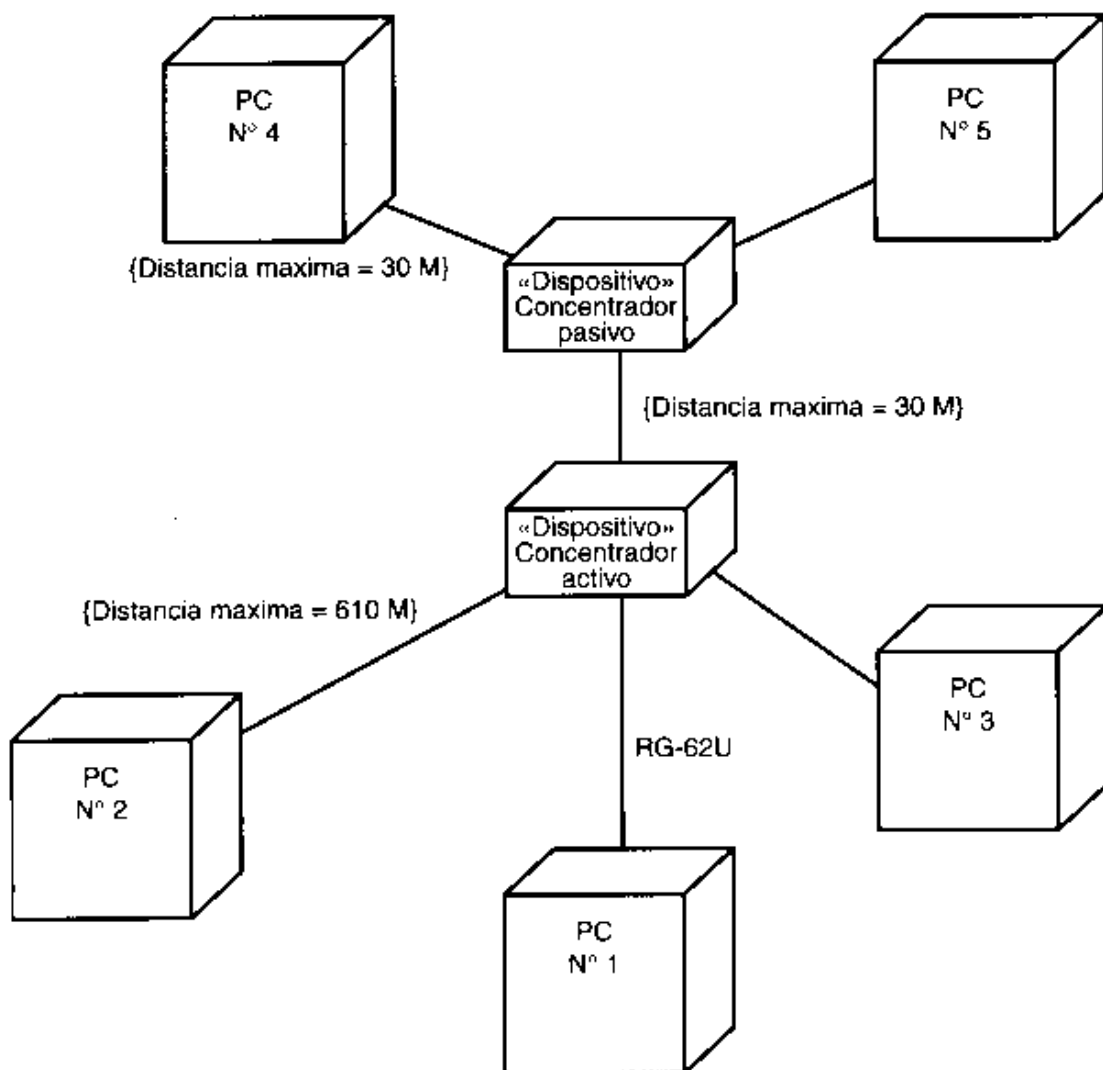 PC
N° 4
PC
N° 5
{Distancia maxima = 30 M}
«Dispositivo»
Concentrador
pasivo
{Distancia maxima = 30 M}
«Dispositivo»
Concentrador
activo
{Distancia maxima = 610 M}
PC
N° 3
RG-62U
PC
N° 2
PC
N° 1